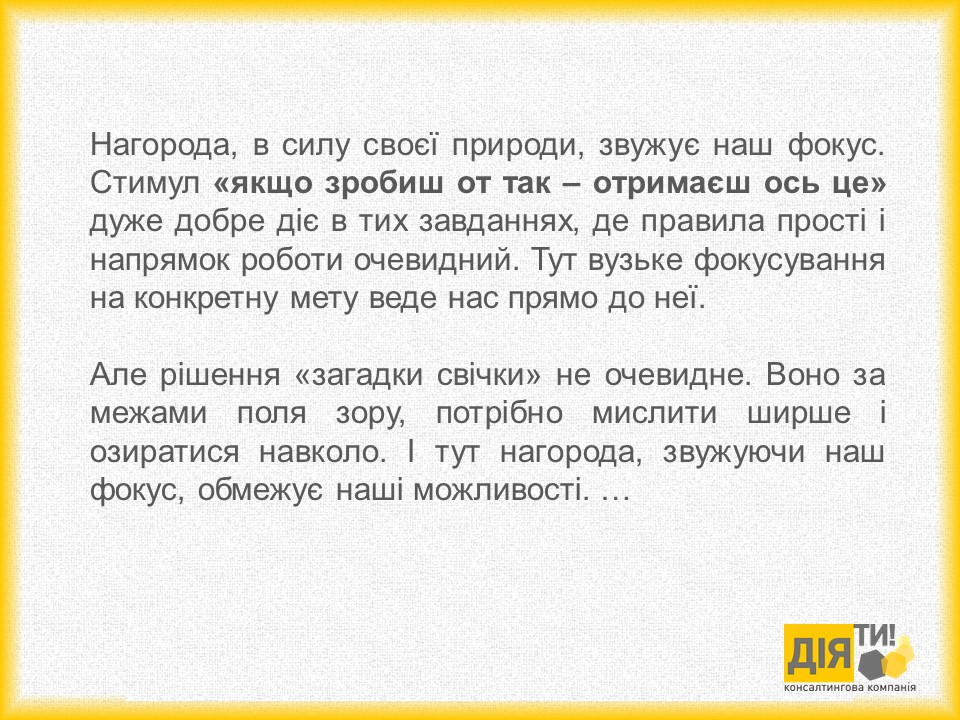 Нагорода, в силу своєї природи, звужує наш фокус.
Стимул «якщо зробиш от так – отримаєш ось це»
дуже добре діє в тих завданнях, де правила прості і
напрямок роботи очевидний. Тут вузьке фокусування
на конкретну мету веде нас прямо до неї.
Але рішення «загадки свічки» не очевидне. Воно за
межами поля зору, потрібно мислити ширше і
озиратися навколо. І тут нагорода, звужуючи наш
фокус, обмежує наші можливості. …
ДІЯТИ!
консалтингова компанія